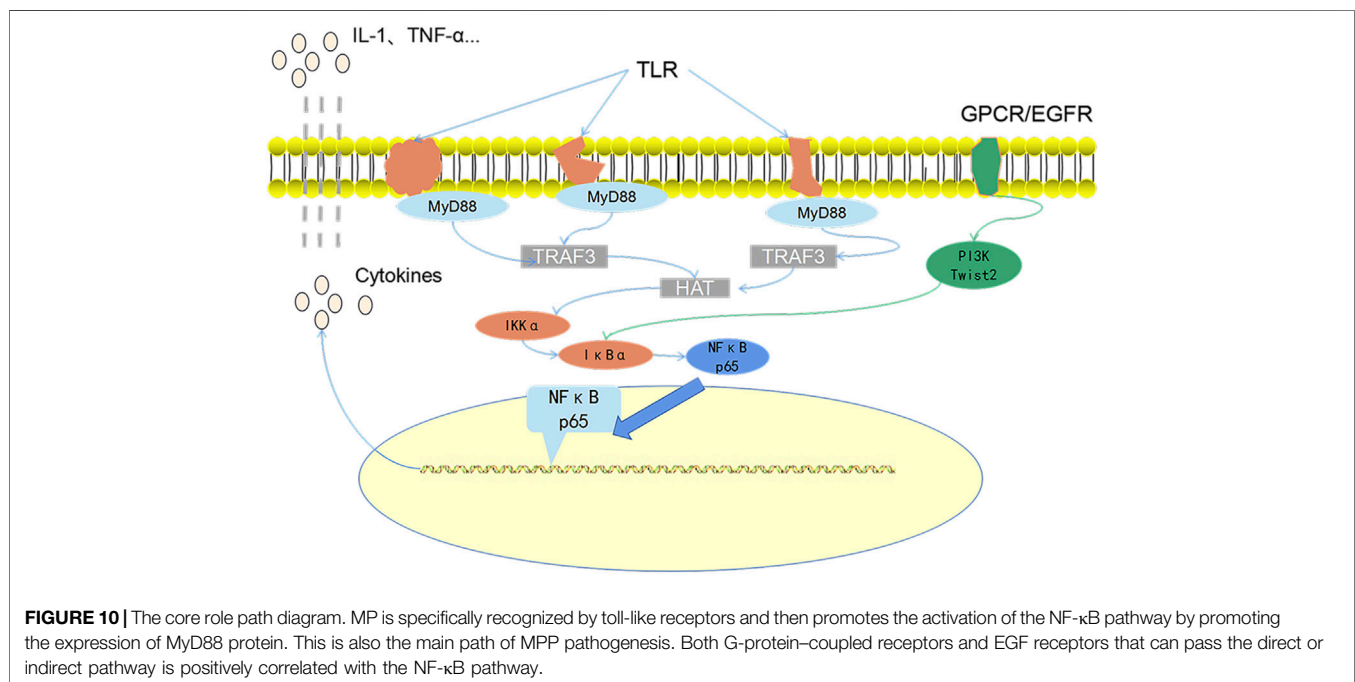 IL-1、TNF-α...
TLR
GPCR/EGFR
MyD88
MyD88
MyD88
TRAF3
TRAF3
PI3K
Twist2
HAT
Cytokines
IKKα
IκBα
NFκB
p65
NFκB
p65
FIGURE 10 | The core role path diagram. MP is specifically recognized by toll-like receptors and then promotes the activation of the NF-κB pathway by promoting
the expression of MyD88 protein. This is also the main path of MPP pathogenesis. Both G-protein–coupled receptors and EGF receptors that can pass the direct or
indirect pathway is positively correlated with the NF-κB pathway.